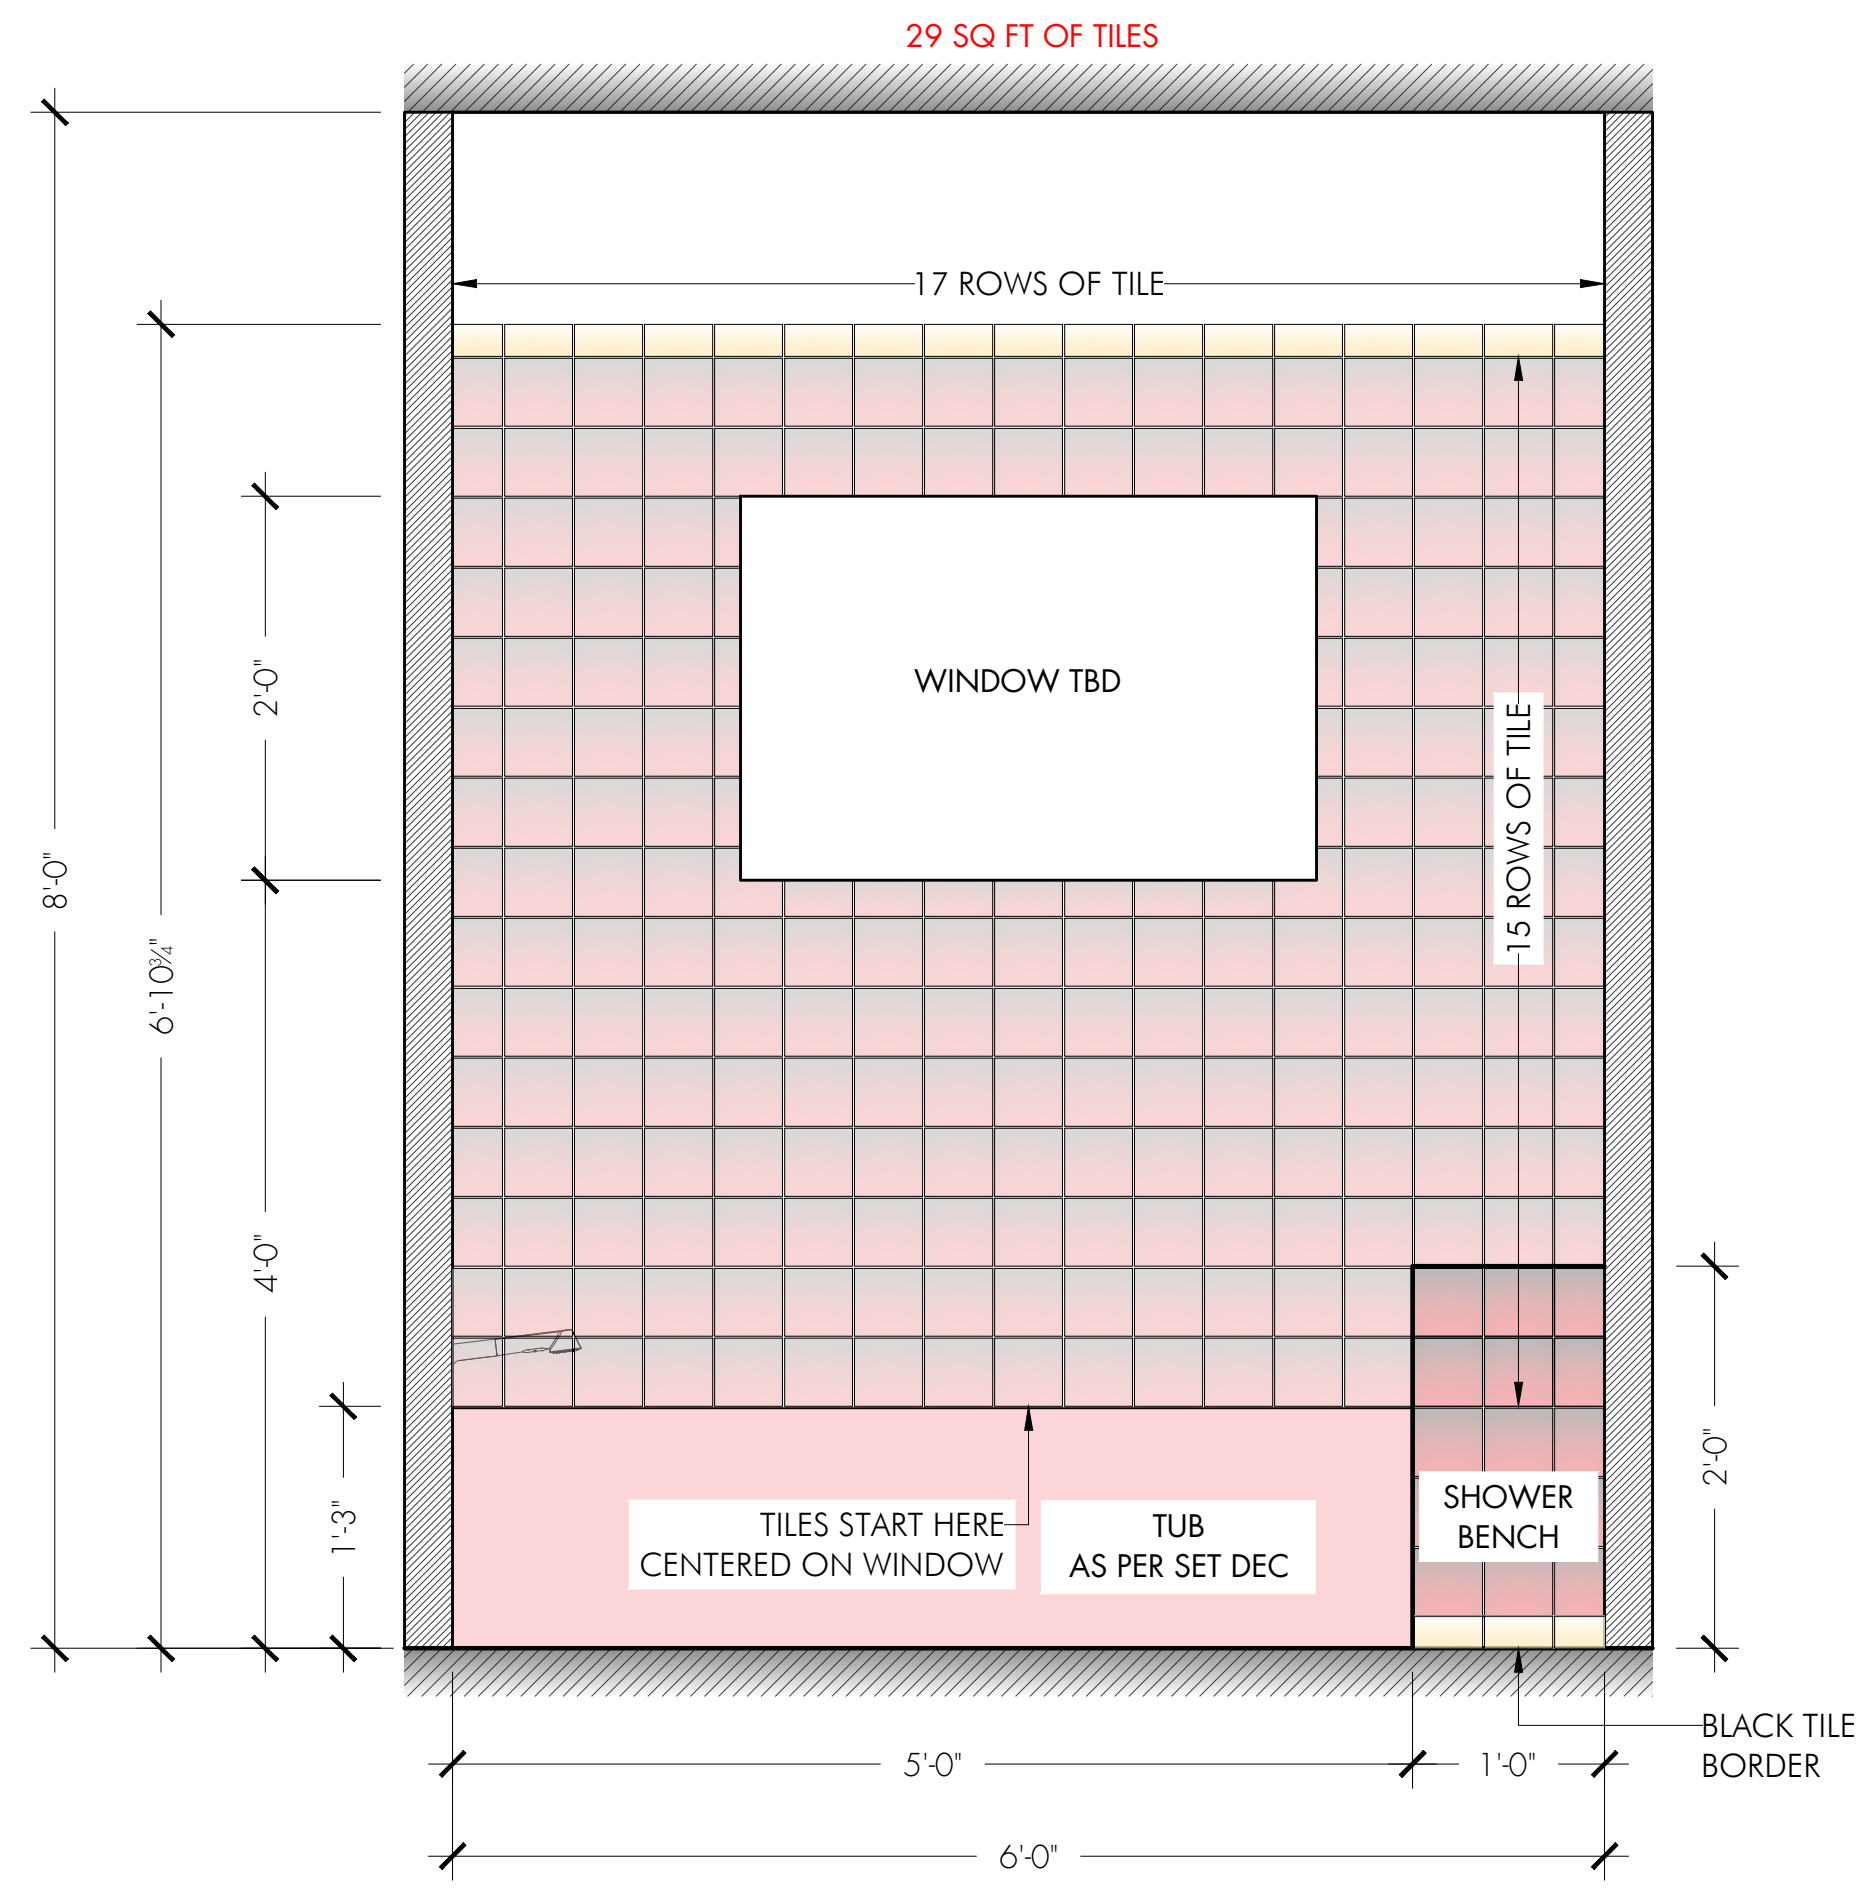 29 SQ FT OF TILES
17 ROWS OF TILE
WINDOW TBD
15 ROWS OF TILE
8'-0"
6'-10¾"
2'-0"
4'-0"
1'-3"
TILES START HERE
CENTERED ON WINDOW
TUB
AS PER SET DEC
SHOWER
BENCH
2'-0"
BLACK TILE
BORDER
5'-0"
1'-0"
6'-0"